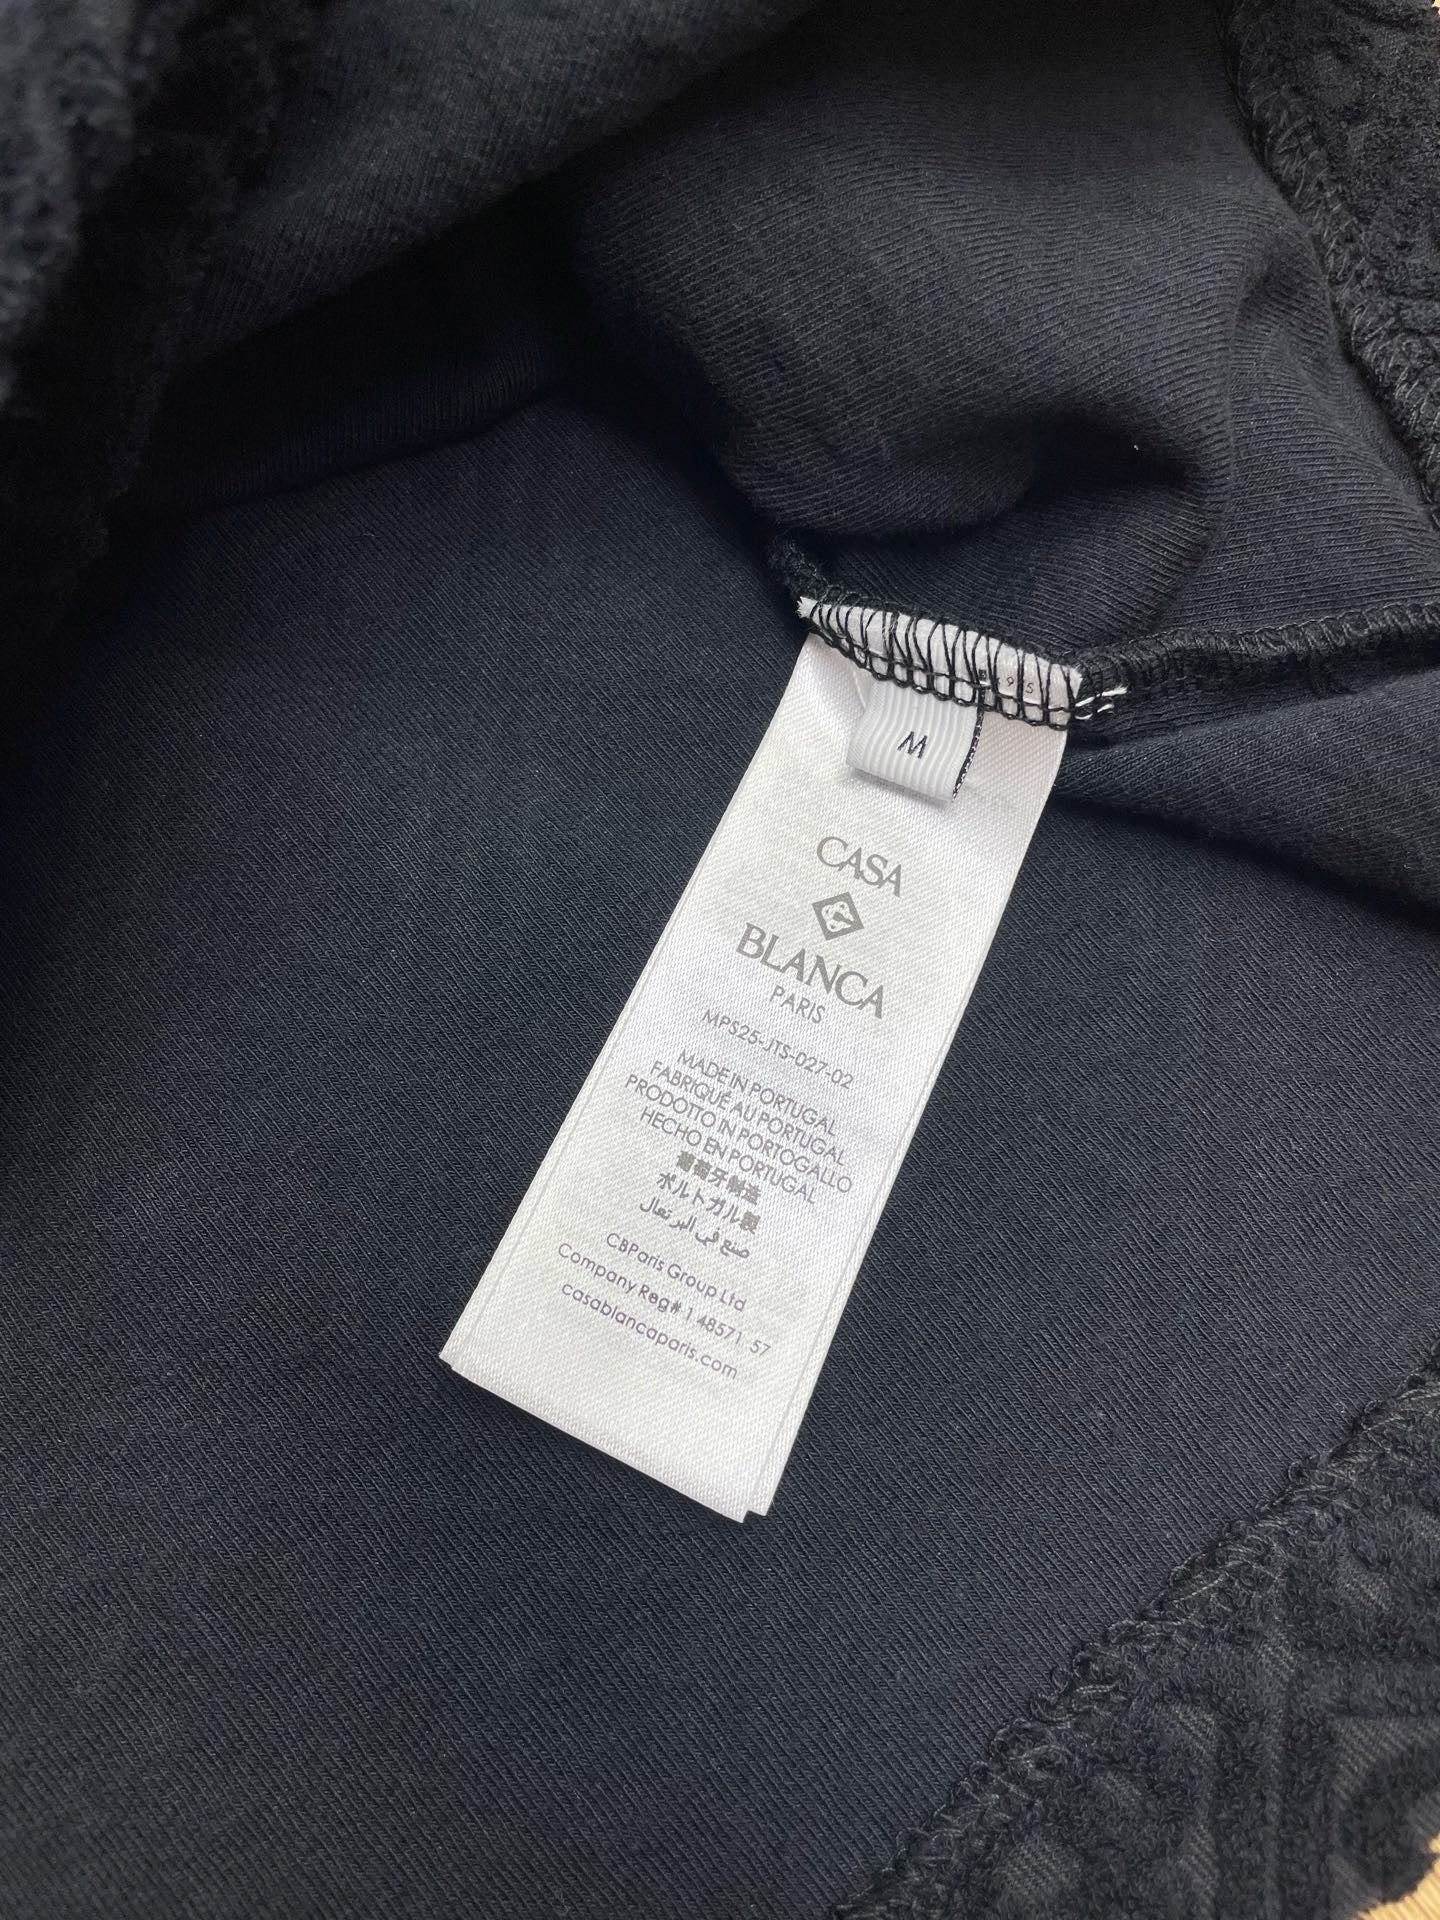 M
CASA
BLANCA
PARIS
MPS25-JTS-027-02
MADE IN PORTUGAL
FABRIQUÉ AU PORTUGAL
PRODOTTO IN PORTOGALLO
HECHO EN PORTUGAL
葡萄牙制造
ポルトガル製
صنع في البرتغال
CBParis Group Ltd
Company Reg# 1 48571 57
casablancaparis.com